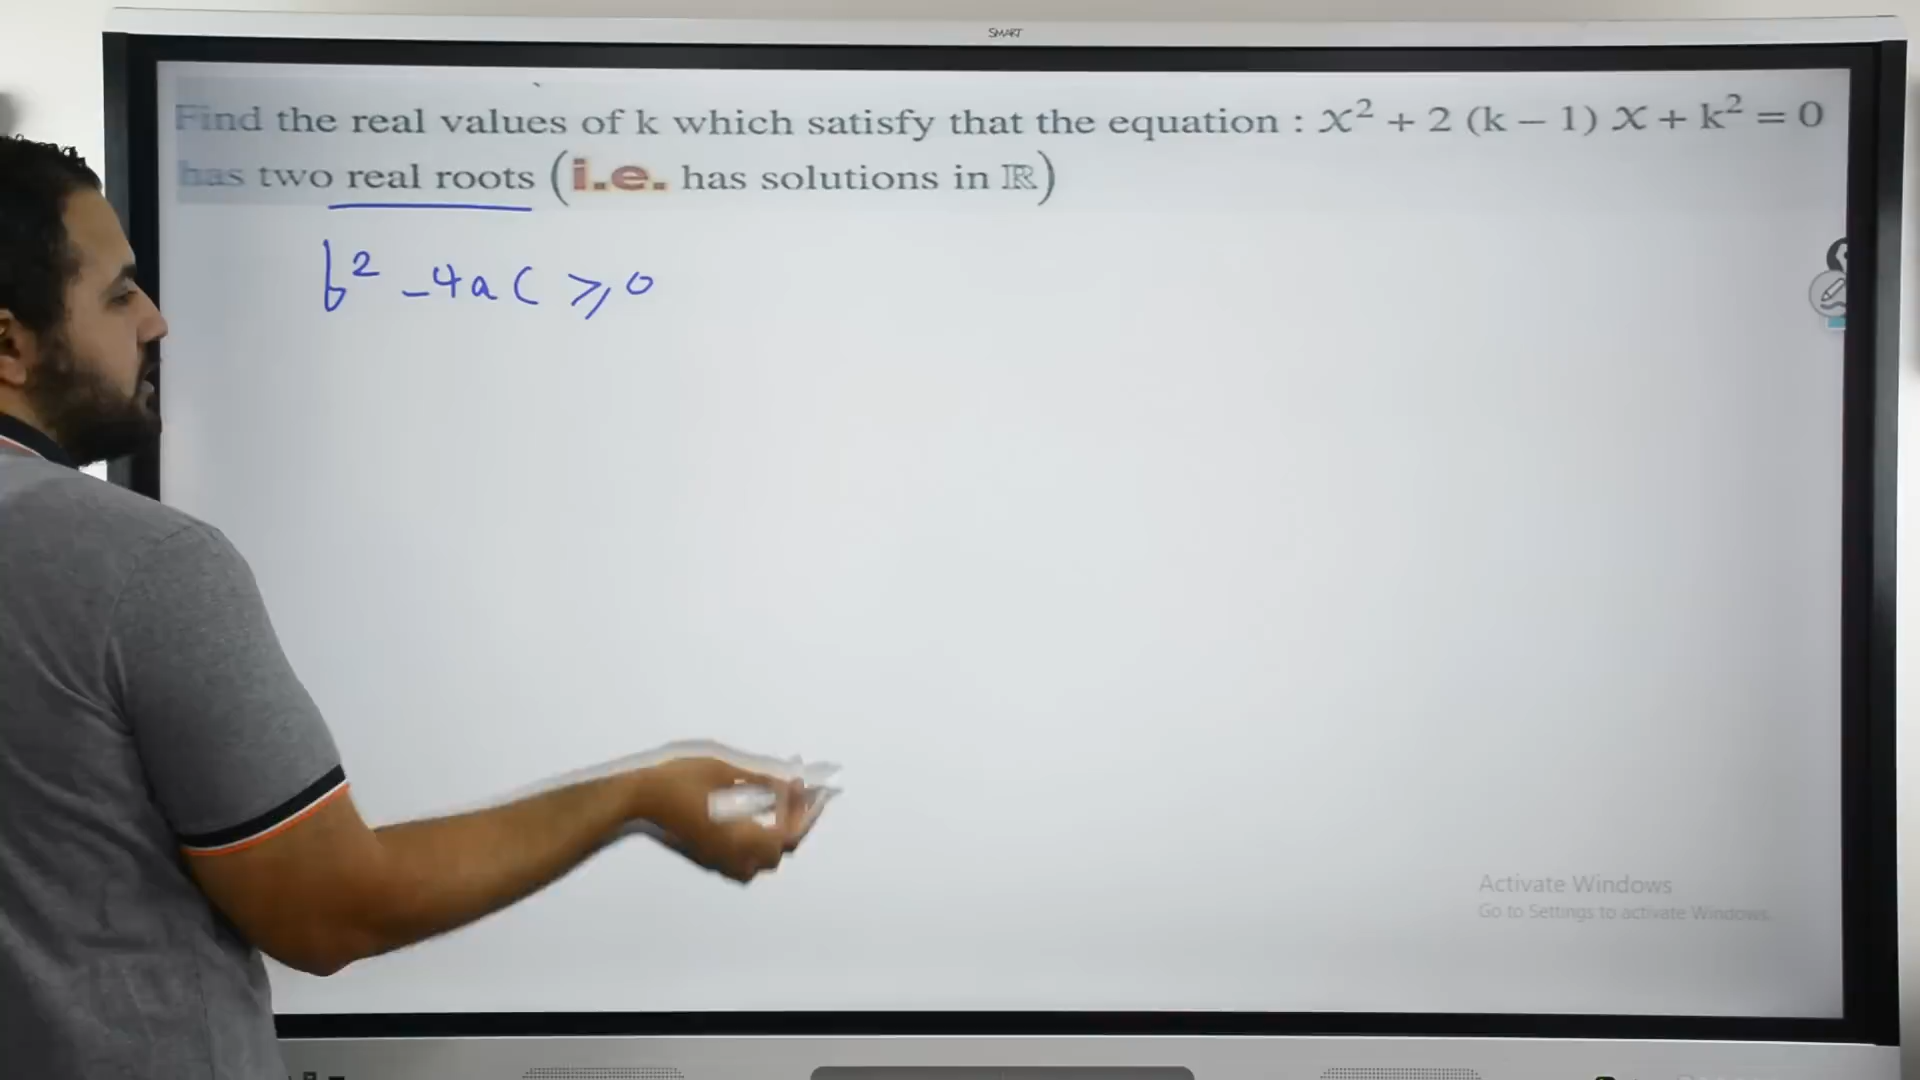 SMART
Find the real values of k which satisfy that the equation : x² + 2 (k – 1) x + k² = 0
has two real roots (i.e. has solutions in ℝ)
b² -4ac ⩾ 0
Activate Windows
Go to Settings to activate Windows.